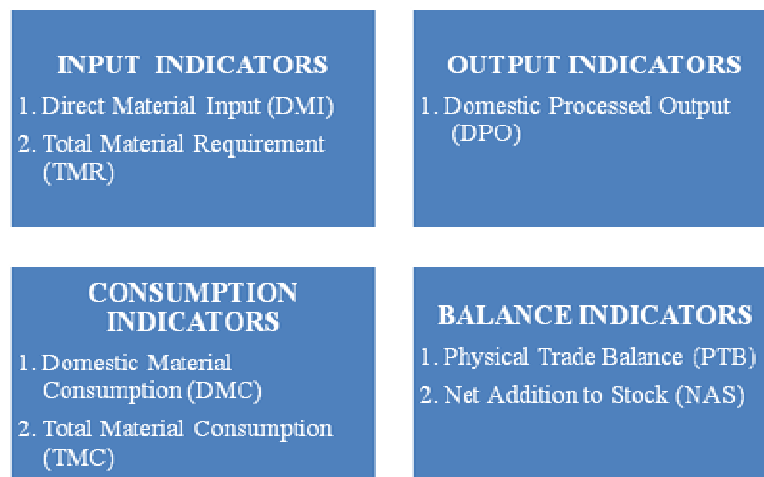 INPUT INDICATORS
1. Direct Material Input (DMI)
2. Total Material Requirement
(TMR)
OUTPUT INDICATORS
1. Domestic Processed Output
(DPO)
CONSUMPTION
INDICATORS
1. Domestic Material
Consumption (DMC)
2. Total Material Consumption
(TMC)
BALANCE INDICATORS
1. Physical Trade Balance (PTB)
2. Net Addition to Stock (NAS)